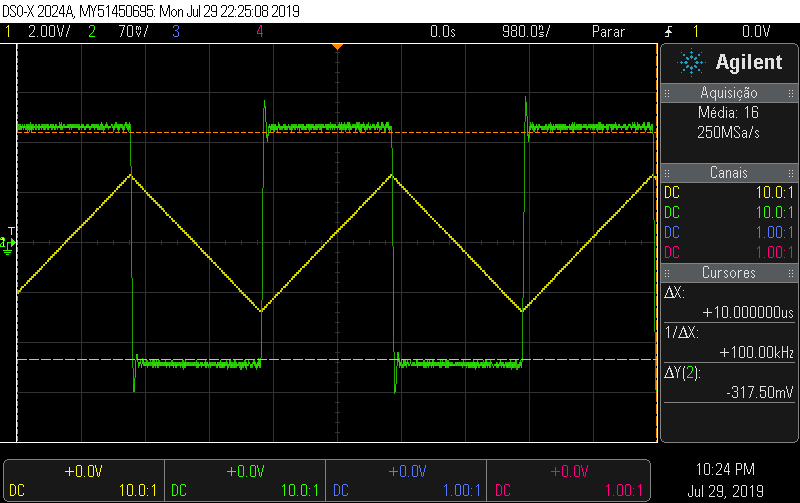 DSO-X 2024A, MY51450695: Mon Jul 29 22:25:08 2019
1 2.00V/ 2 70mV/ 3 4 0.0s 980.0ns/ Parar 1 0.0V
Agilent
Aquisição
Média: 16
250MSa/s
Canais
DC 10.0:1
DC 10.0:1
DC 1.00:1
DC 1.00:1
Cursores
ΔX:
+10.000000us
1/ΔX:
+100.00kHz
ΔY(2):
-317.50mV
T
2
+0.0V +0.0V +0.0V +0.0V
DC 10.0:1 DC 10.0:1 DC 1.00:1 DC 1.00:1
10:24 PM
Jul 29, 2019